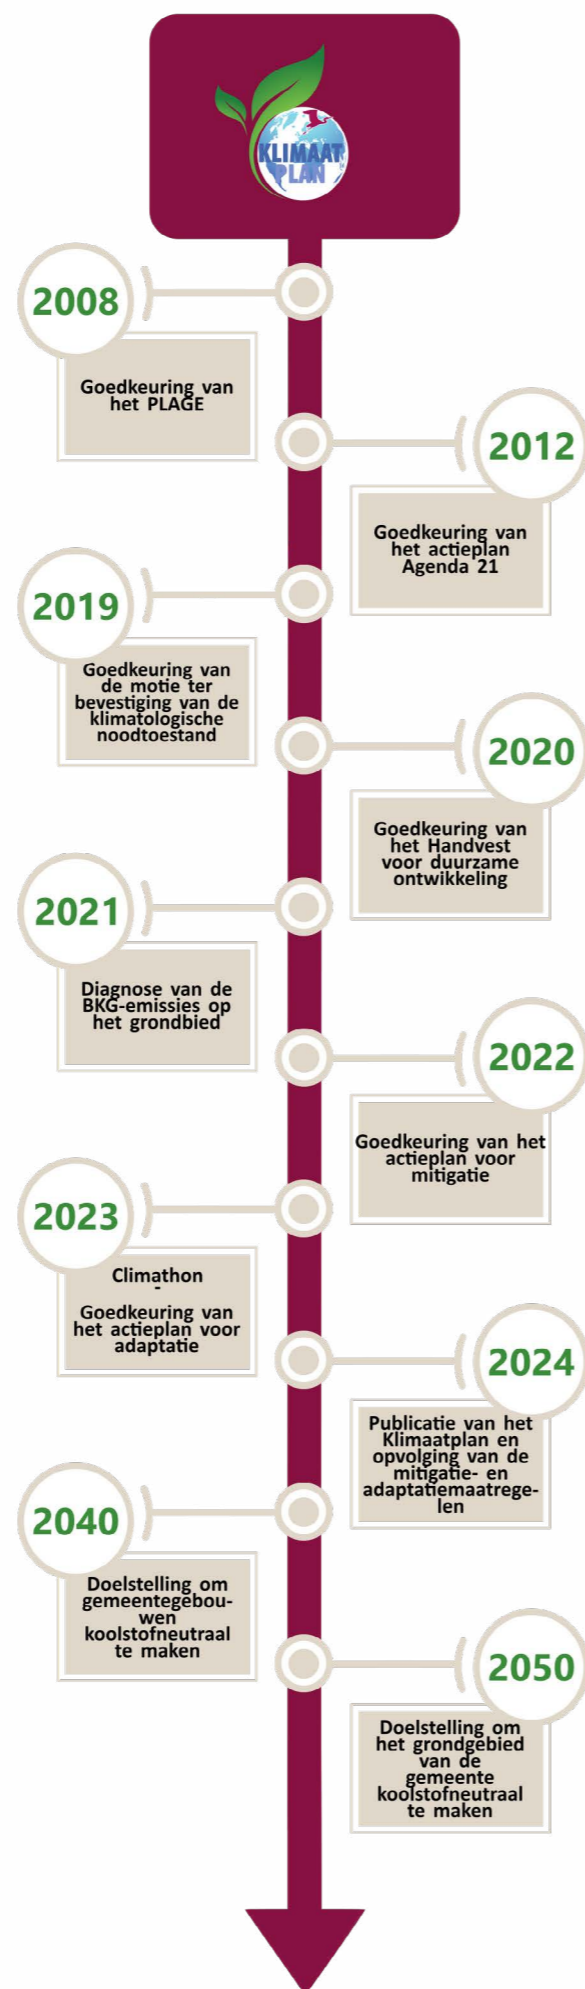 KLIMAAT
PLAN
2008
Goedkeuring van
het PLAGE
2012
Goedkeuring van
het actieplan
Agenda 21
2019
Goedkeuring van
de motie ter
bevestiging van de
klimatologische
noodtoestand
2020
Goedkeuring van
het Handvest
voor duurzame
ontwikkeling
2021
Diagnose van de
BKG-emissies op
het grondbied
2022
Goedkeuring van het
actieplan voor
mitigatie
2023
Climathon
-
Goedkeuring van
het actieplan voor
adaptatie
2024
Publicatie van het
Klimaatplan en
opvolging van de
mitigatie- en
adaptatiemaatrege-
len
2040
Doelstelling om
gemeentegebou-
wen
koolstofneutraal
te maken
2050
Doelstelling om
het grondgebied
van de
gemeente
koolstofneutraal
te maken